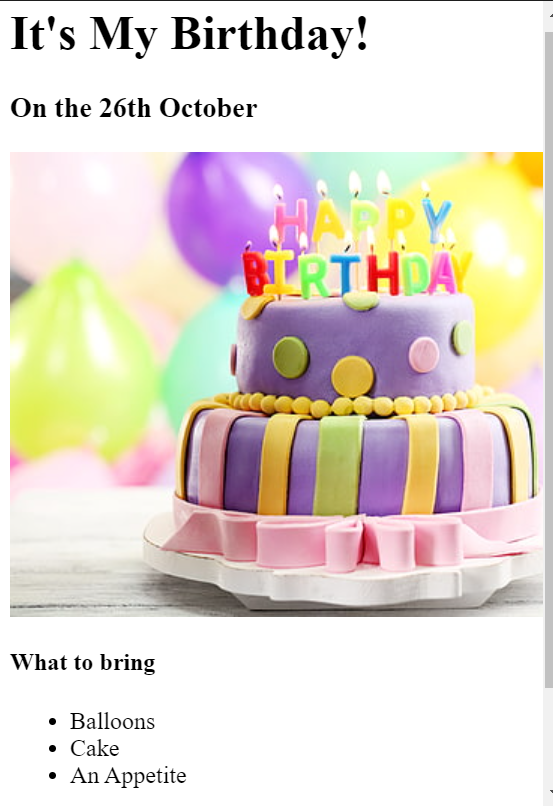 It's My Birthday!
On the 26th October
HAPPY
BIRTHDAY
What to bring
Balloons
Cake
An Appetite